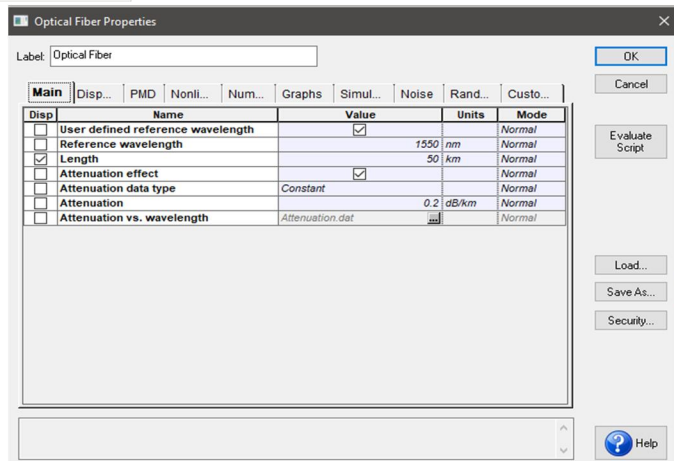 Optical Fiber Properties
Label: Optical Fiber
OK
Cancel
Evaluate Script
Load...
Save As...
Security...
Help
Main Disp... PMD Nonli... Num... Graphs Simul... Noise Rand... Custo...
Disp Name Value Units Mode
User defined reference wavelength Normal
Reference wavelength 1550 nm Normal
Length 50 km Normal
Attenuation effect Normal
Attenuation data type Constant Normal
Attenuation 0.2 dB/km Normal
Attenuation vs. wavelength Attenuation.dat ... Normal